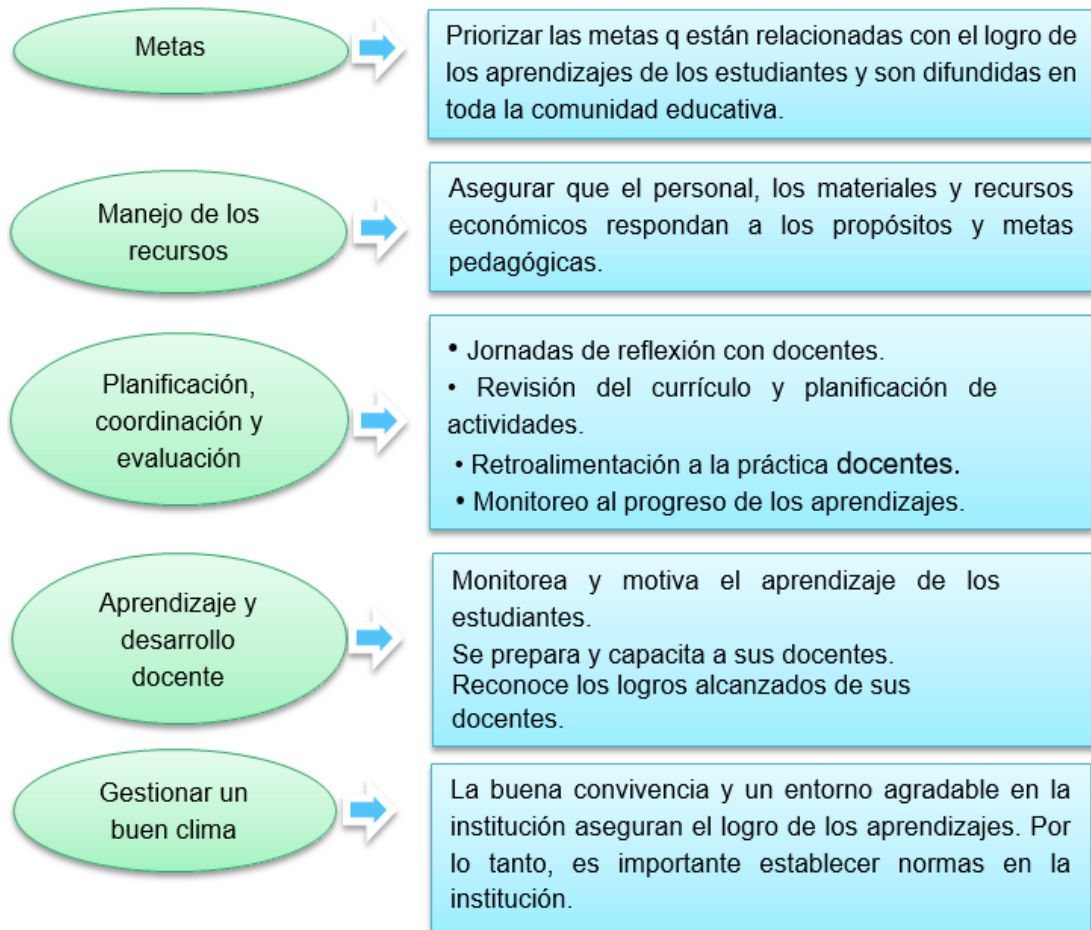 Metas
Priorizar las metas q están relacionadas con el logro de
los aprendizajes de los estudiantes y son difundidas en
toda la comunidad educativa.
Manejo de los
recursos
Asegurar que el personal, los materiales y recursos
económicos respondan a los propósitos y metas
pedagógicas.
Planificación,
coordinación y
evaluación
• Jornadas de reflexión con docentes.
• Revisión del currículo y planificación de
actividades.
• Retroalimentación a la práctica docentes.
• Monitoreo al progreso de los aprendizajes.
Aprendizaje y
desarrollo
docente
Monitorea y motiva el aprendizaje de los
estudiantes.
Se prepara y capacita a sus docentes.
Reconoce los logros alcanzados de sus
docentes.
Gestionar un
buen clima
La buena convivencia y un entorno agradable en la
institución aseguran el logro de los aprendizajes. Por
lo tanto, es importante establecer normas en la
institución.